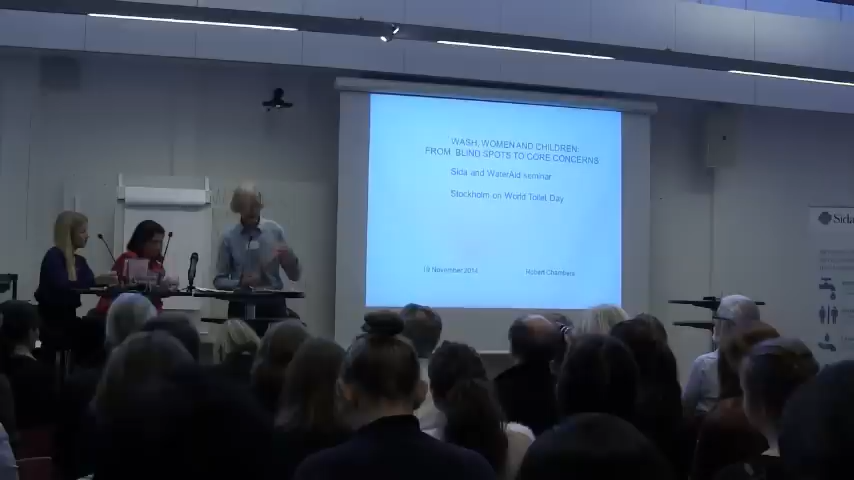 WASH, WOMEN AND CHILDREN:
FROM BLIND SPOTS TO CORE CONCERNS
Sida and WaterAid seminar
Stockholm on World Toilet Day
19 November 2014
Robert Chambers
Sida